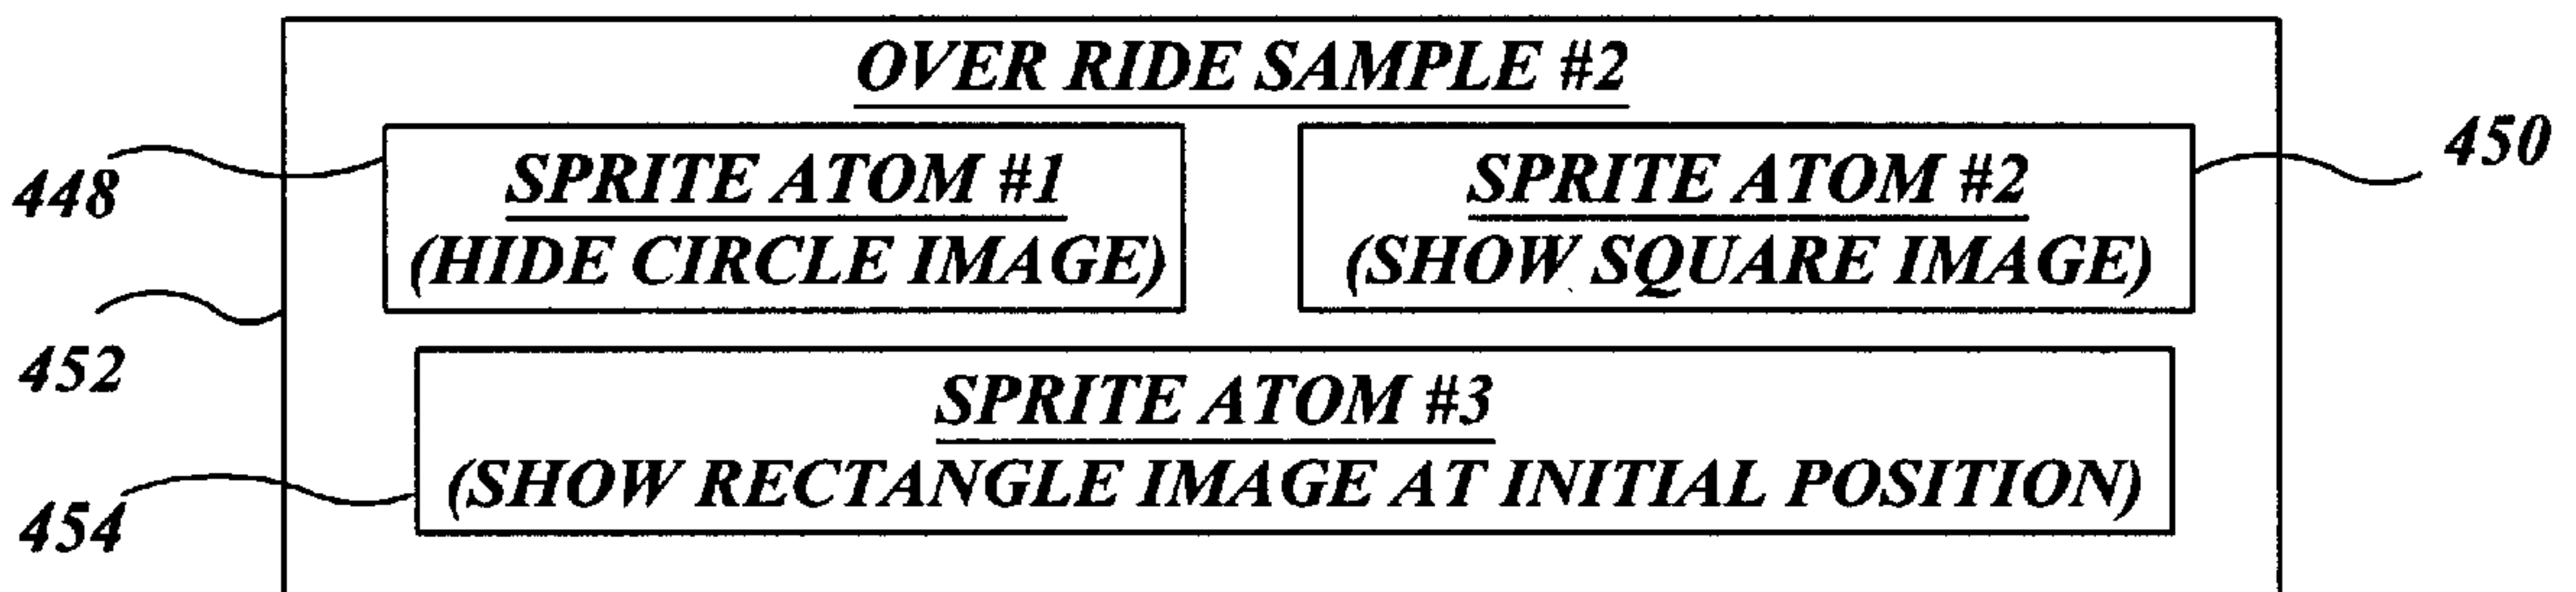 OVER RIDE SAMPLE #2
448
SPRITE ATOM #1
(HIDE CIRCLE IMAGE)
SPRITE ATOM #2
(SHOW SQUARE IMAGE)
450
452
SPRITE ATOM #3
(SHOW RECTANGLE IMAGE AT INITIAL POSITION)
454